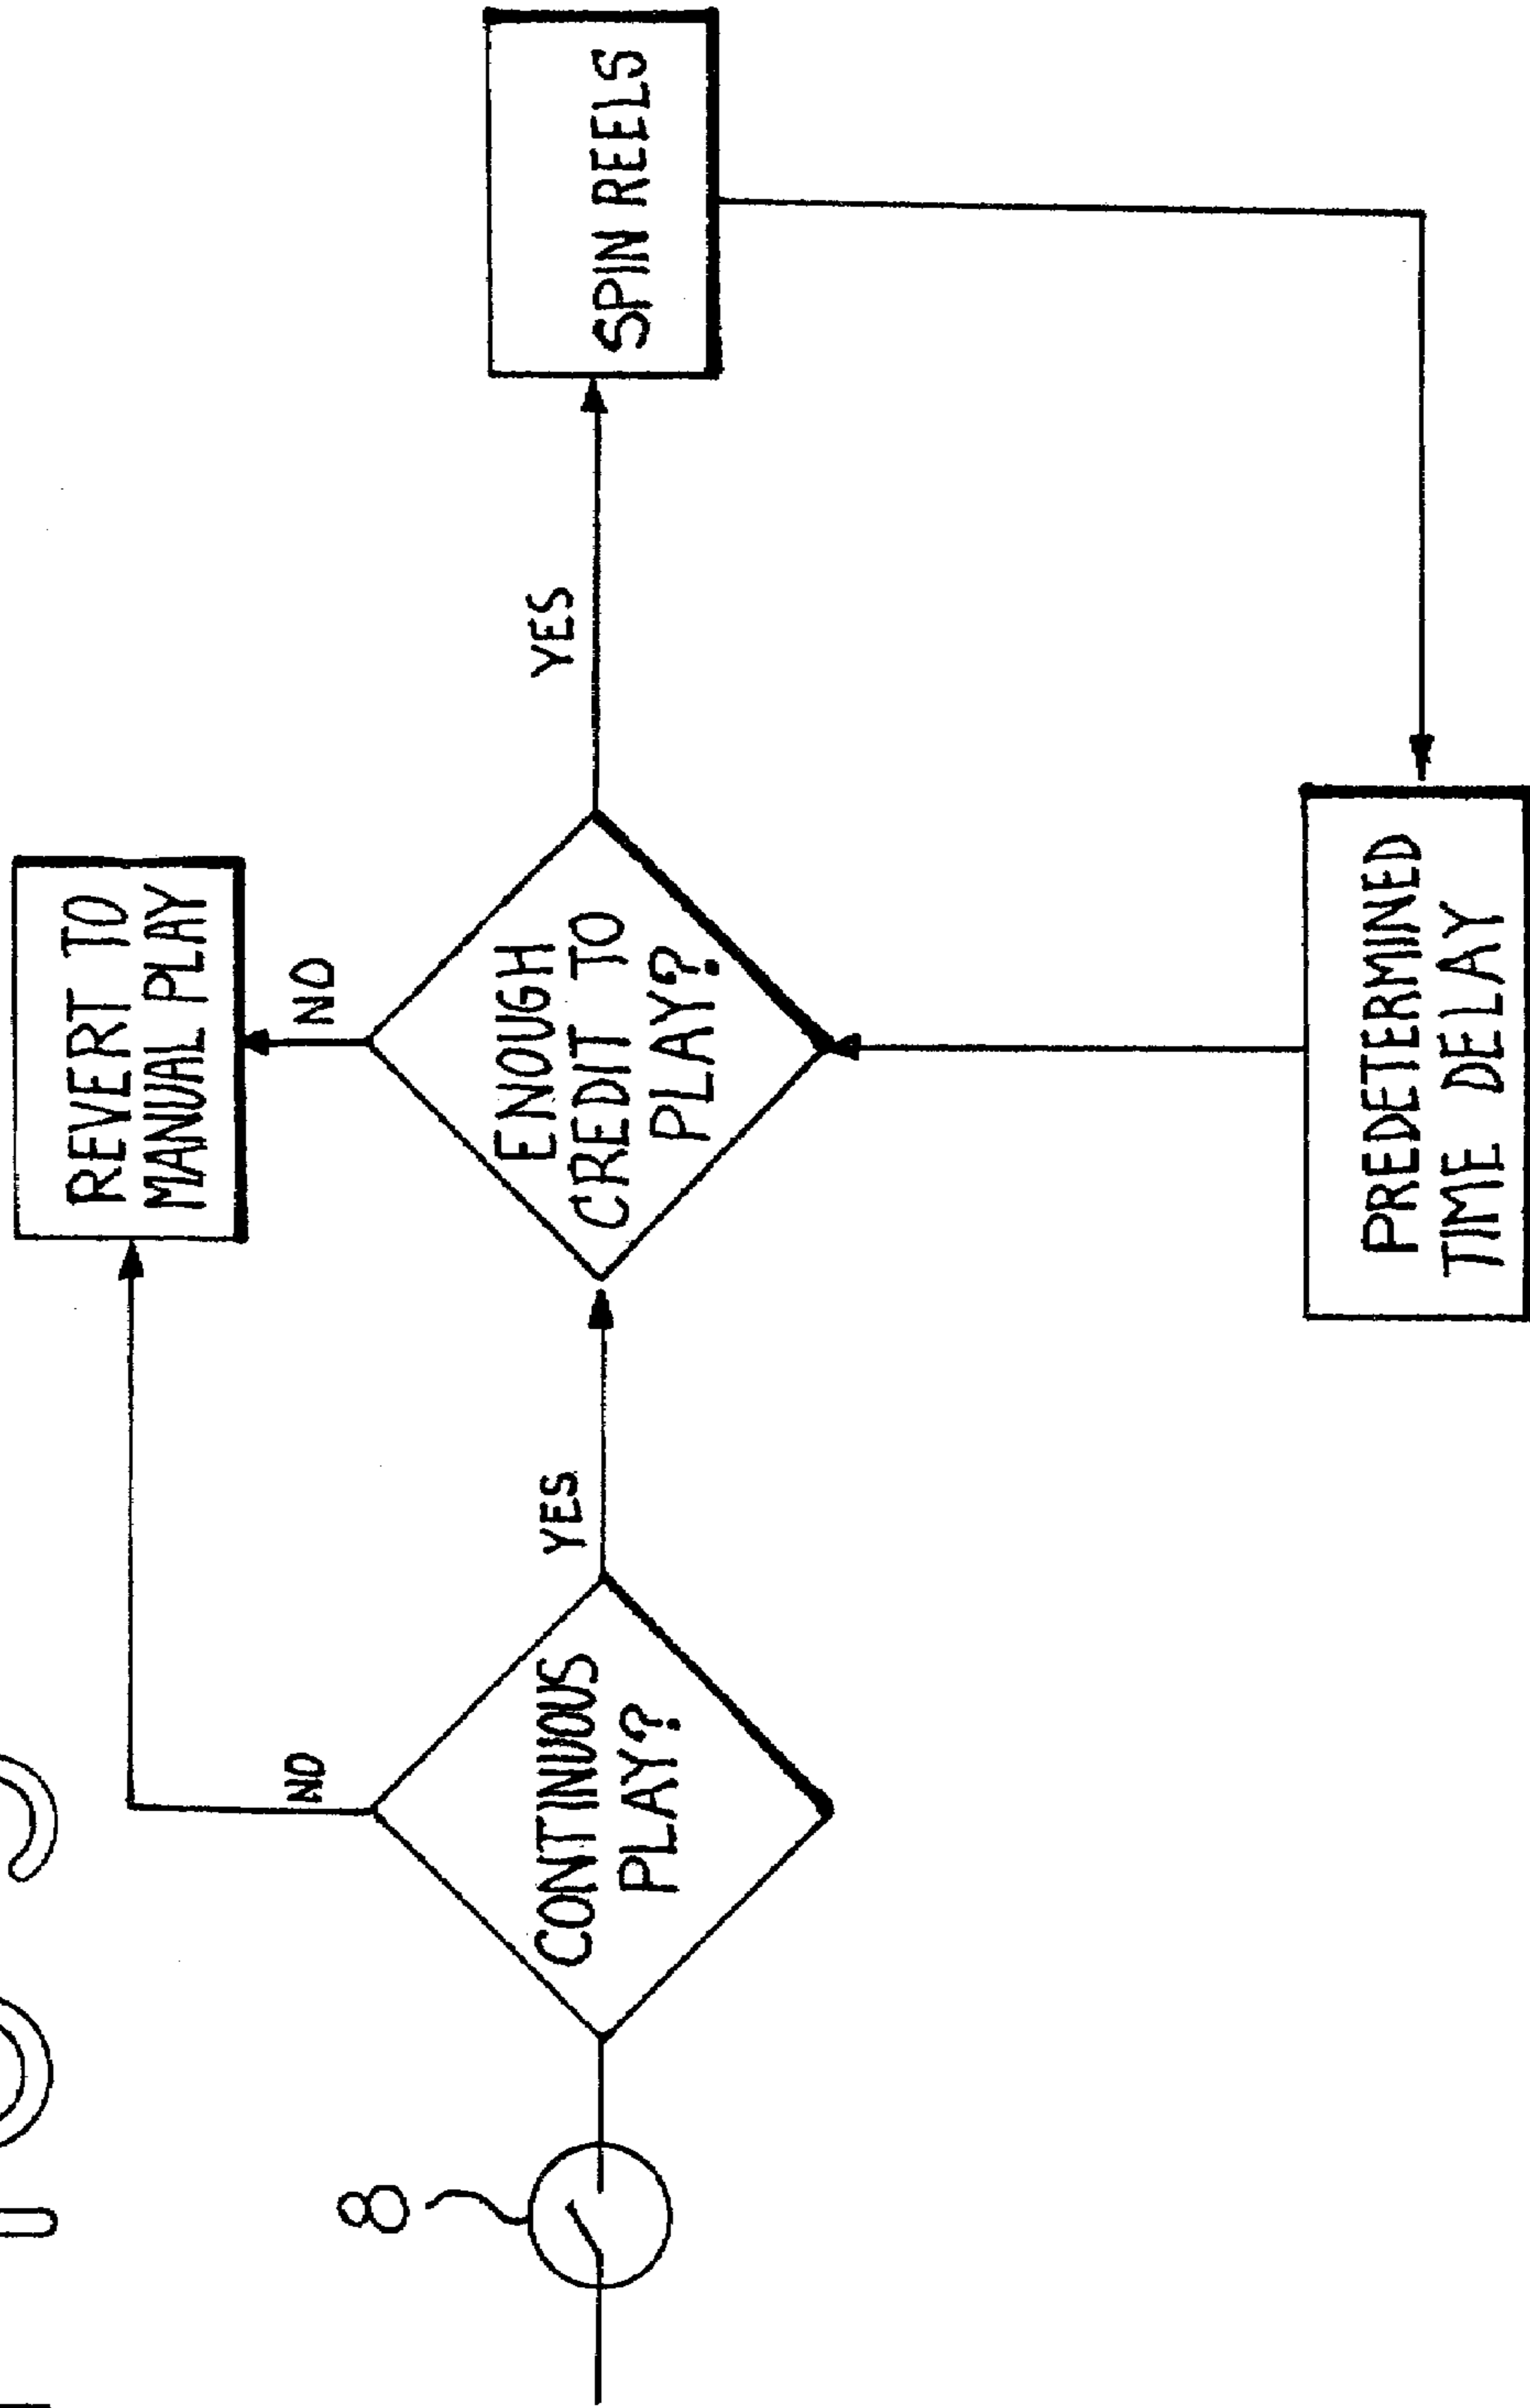 8
CONTINUOUS
PLAY?
NO
YES
REVERT TO
MANUAL PLAY
NO
ENOUGH
CREDIT TO
PLAY?
YES
SPIN REELS
PREDETERMINED
TIME DELAY